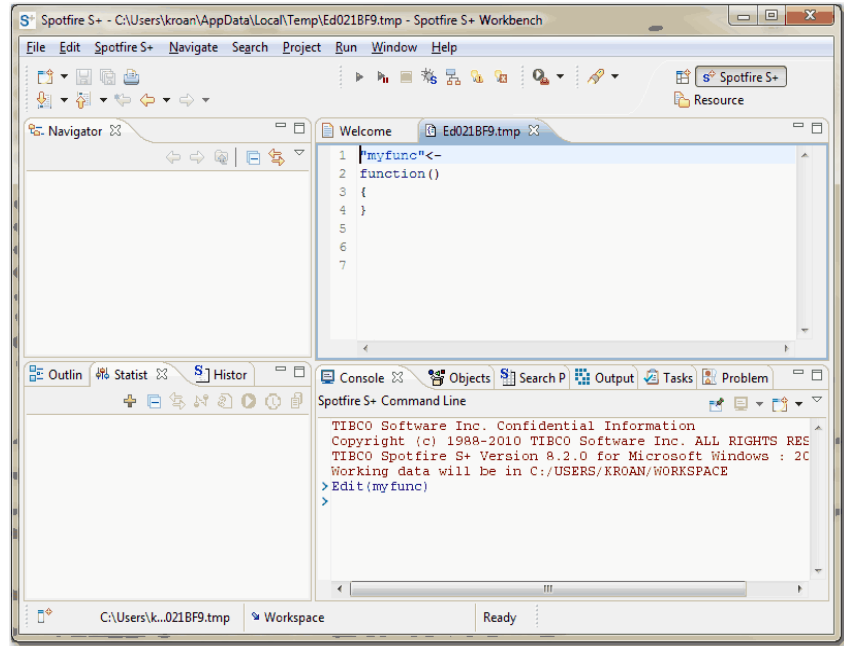 S+ Spotfire S+ - C:\Users\kroan\AppData\Local\Temp\Ed021BF9.tmp - Spotfire S+ Workbench
File Edit Spotfire S+ Navigate Search Project Run Window Help
S+ Spotfire S+
Resource
Navigator
Welcome Ed021BF9.tmp
1 "myfunc"<-
2 function()
3 {
4 }
5
6
7
Outlin Statist Histor
Console Objects Search P Output Tasks Problem
Spotfire S+ Command Line
TIBCO Software Inc. Confidential Information
Copyright (c) 1988-2010 TIBCO Software Inc. ALL RIGHTS RES
TIBCO Spotfire S+ Version 8.2.0 for Microsoft Windows : 20
Working data will be in C:/USERS/KROAN/WORKSPACE
>Edit(myfunc)
>
C:\Users\k...021BF9.tmp Workspace Ready